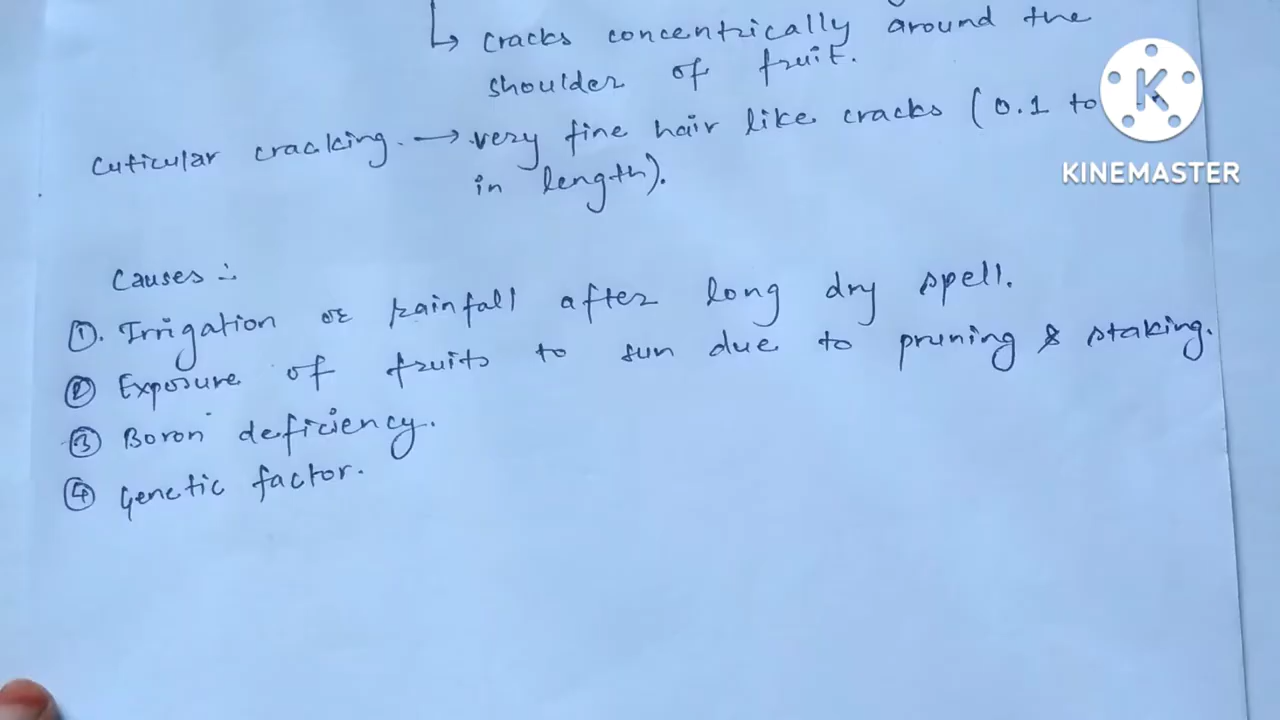 ↳ cracks concentrically around the
shoulder of fruit.
Cuticular cracking. → very fine hair like cracks (0.1 to
in length).
K
KINEMASTER
Causes :-
①. Irrigation or rainfall after long dry spell.
② Exposure of fruits to sun due to pruning & staking.
③ Boron deficiency.
④ Genetic factor.